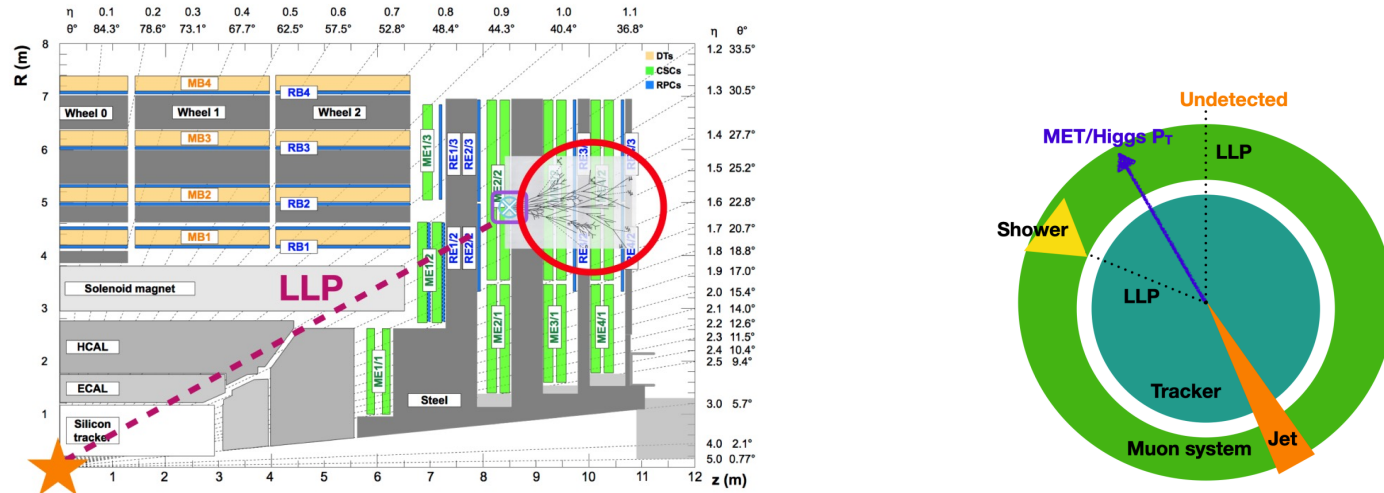 η 0.1 0.2 0.3 0.4 0.5 0.6 0.7 0.8 0.9 1.0 1.1 η θ°
θ° 84.3° 78.6° 73.1° 67.7° 62.5° 57.5° 52.8° 48.4° 44.3° 40.4° 36.8° 1.2 33.5°
R (m)
8
7
6
5
4
3
2
1
DTs
CSCs
RPCs
MB4
RB4
Wheel 0
Wheel 1
Wheel 2
MB3
RB3
MB2
RB2
MB1
RB1
Solenoid magnet
LLP
HCAL
ECAL
Silicon
tracker
Steel
ME1/3
RE1/3
RE2/3
ME2/2
RE1/2
RE2/2
ME1/2
ME1/1
ME2/1
ME3/1
ME4/1
1.3 30.5°
1.4 27.7°
1.5 25.2°
1.6 22.8°
1.7 20.7°
1.8 18.8°
1.9 17.0°
2.0 15.4°
2.1 14.0°
2.2 12.6°
2.3 11.5°
2.4 10.4°
2.5 9.4°
3.0 5.7°
4.0 2.1°
5.0 0.77°
1 2 3 4 5 6 7 8 9 10 11 12 z (m)
Undetected
MET/Higgs PT
LLP
Shower
LLP
Tracker
Jet
Muon system